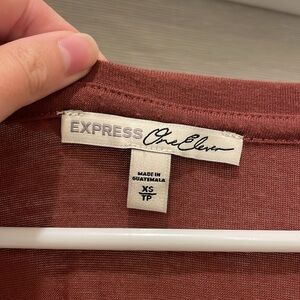 EXPRESS One Eleven
MADE IN
GUATEMALA
XS
TP